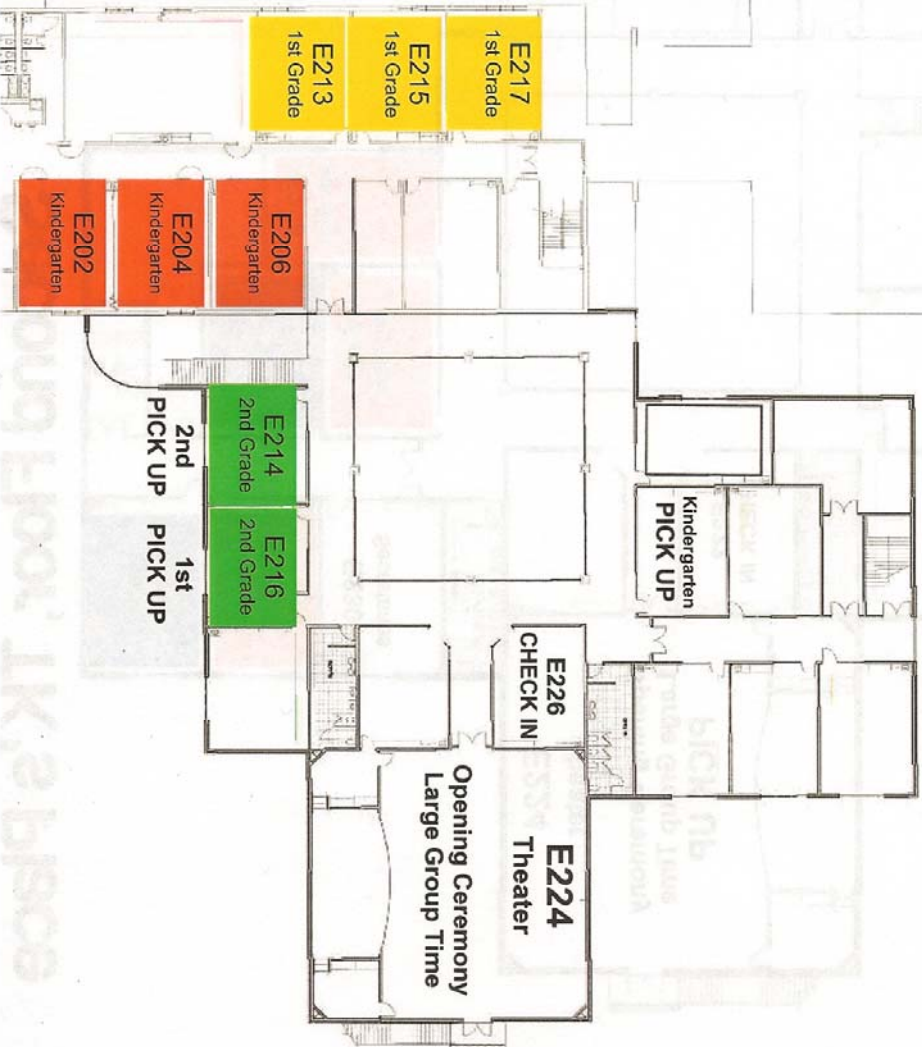 E217
1st Grade
E215
1st Grade
E213
1st Grade
E206
Kindergarten
E204
Kindergarten
E202
Kindergarten
E214
2nd Grade
E216
2nd Grade
2nd
PICK UP
1st
PICK UP
Kindergarten
PICK UP
E226
CHECK IN
E224
Theater
Opening Ceremony
Large Group Time